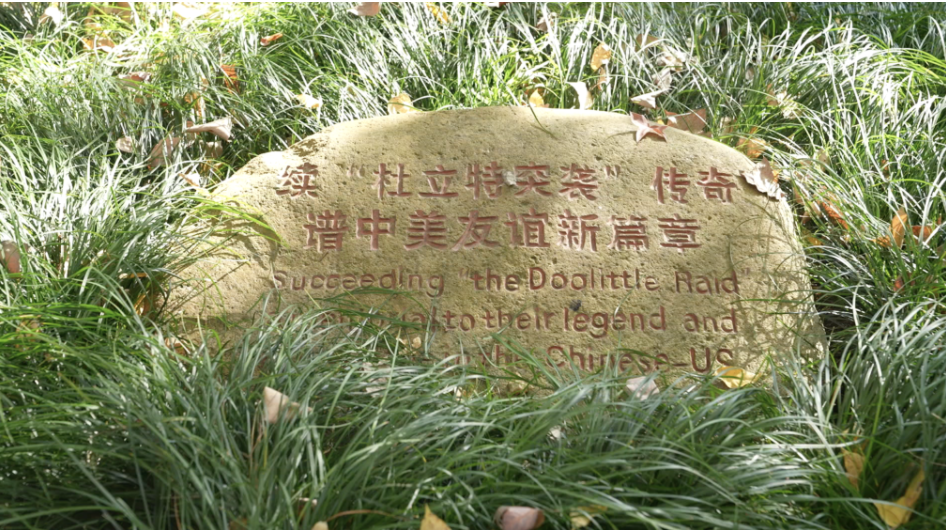 续“杜立特突袭”传奇
谱中美友谊新篇章
Succeeding "the Doolittle Raid"
to their legend and
the Chinese-US